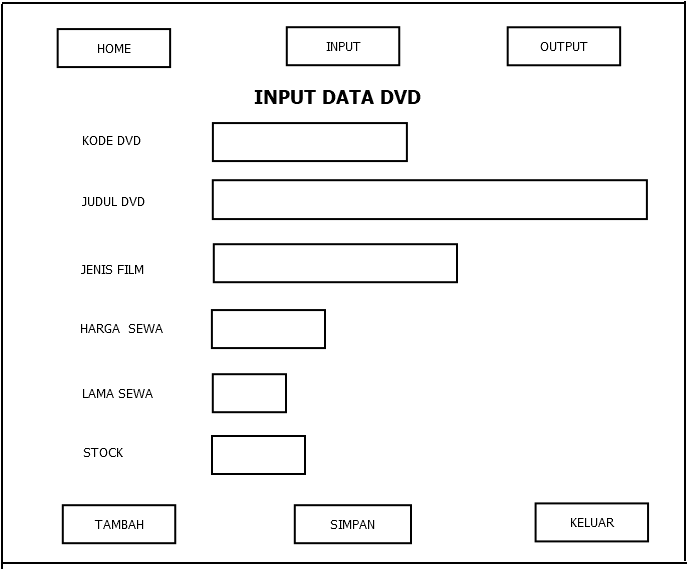 HOME INPUT OUTPUT
INPUT DATA DVD
KODE DVD
JUDUL DVD
JENIS FILM
HARGA SEWA
LAMA SEWA
STOCK
TAMBAH SIMPAN KELUAR